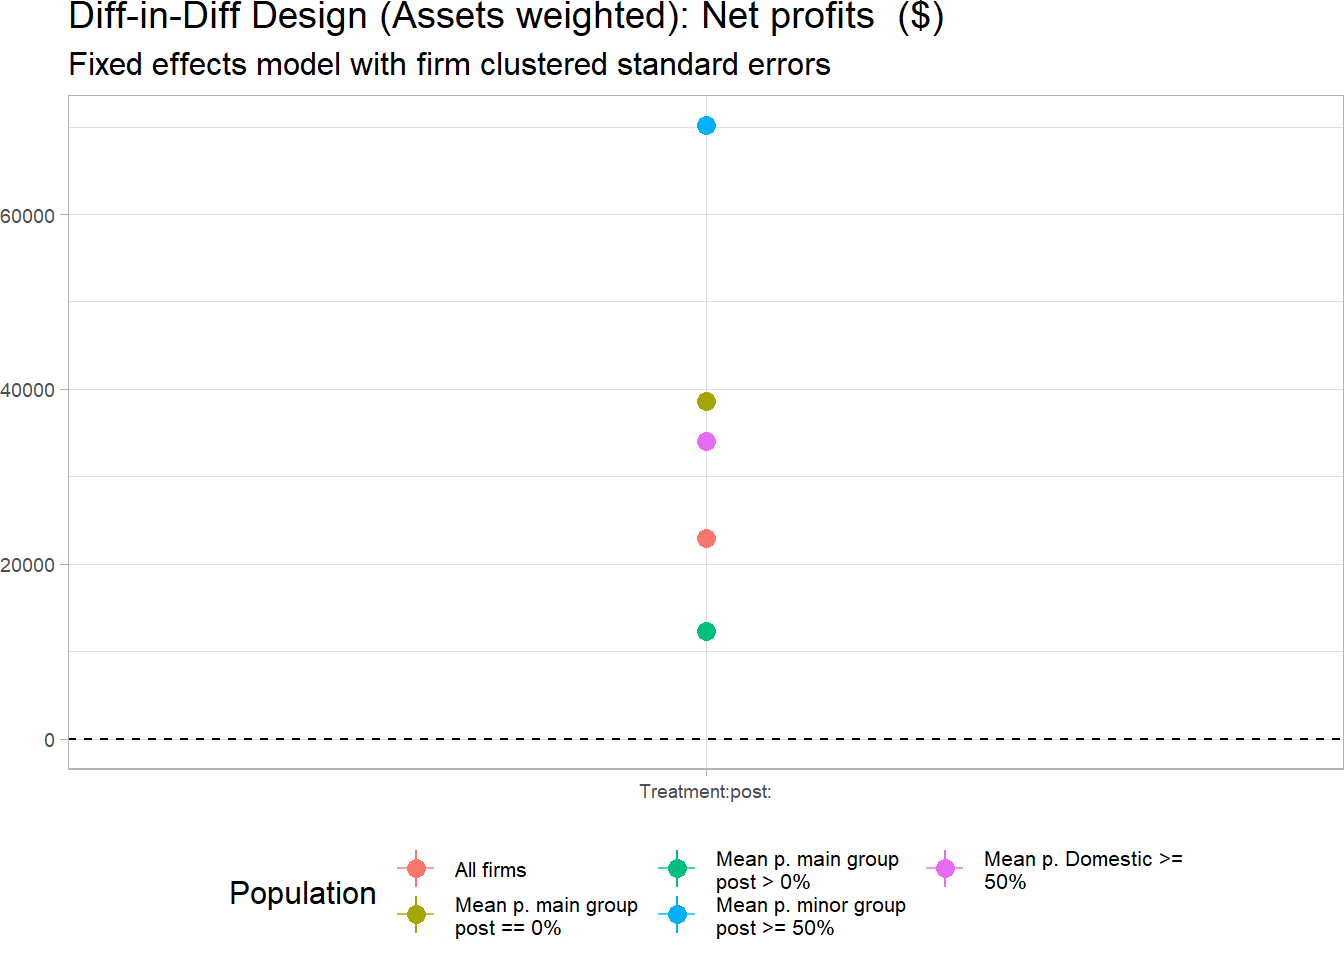 Diff-in-Diff Design (Assets weighted): Net profits  ($)
Fixed effects model with firm clustered standard errors
60000
40000
20000
0
Treatment:post:
Population
All firms
Mean p. main group
post == 0%
Mean p. main group
post > 0%
Mean p. minor group
post >= 50%
Mean p. Domestic >=
50%